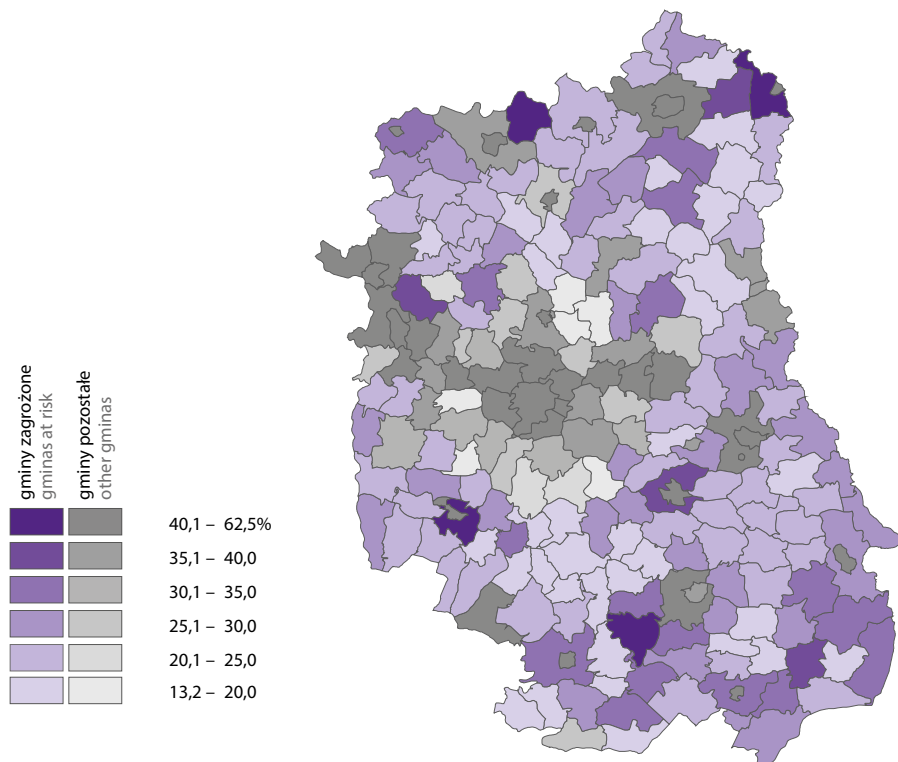 gminy zagrożone
gminas at risk
gminy pozostałe
other gminas
40,1 – 62,5%
35,1 – 40,0
30,1 – 35,0
25,1 – 30,0
20,1 – 25,0
13,2 – 20,0